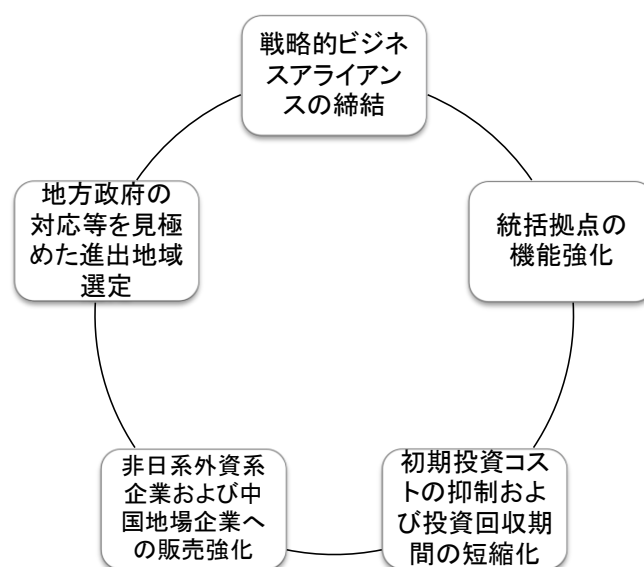 戦略的ビジネ
スアライアン
スの締結
地方政府の
対応等を見極
めた進出地域
選定
統括拠点の
機能強化
非日系外資系
企業および中
国地場企業へ
の販売強化
初期投資コス
トの抑制およ
び投資回収期
間の短縮化